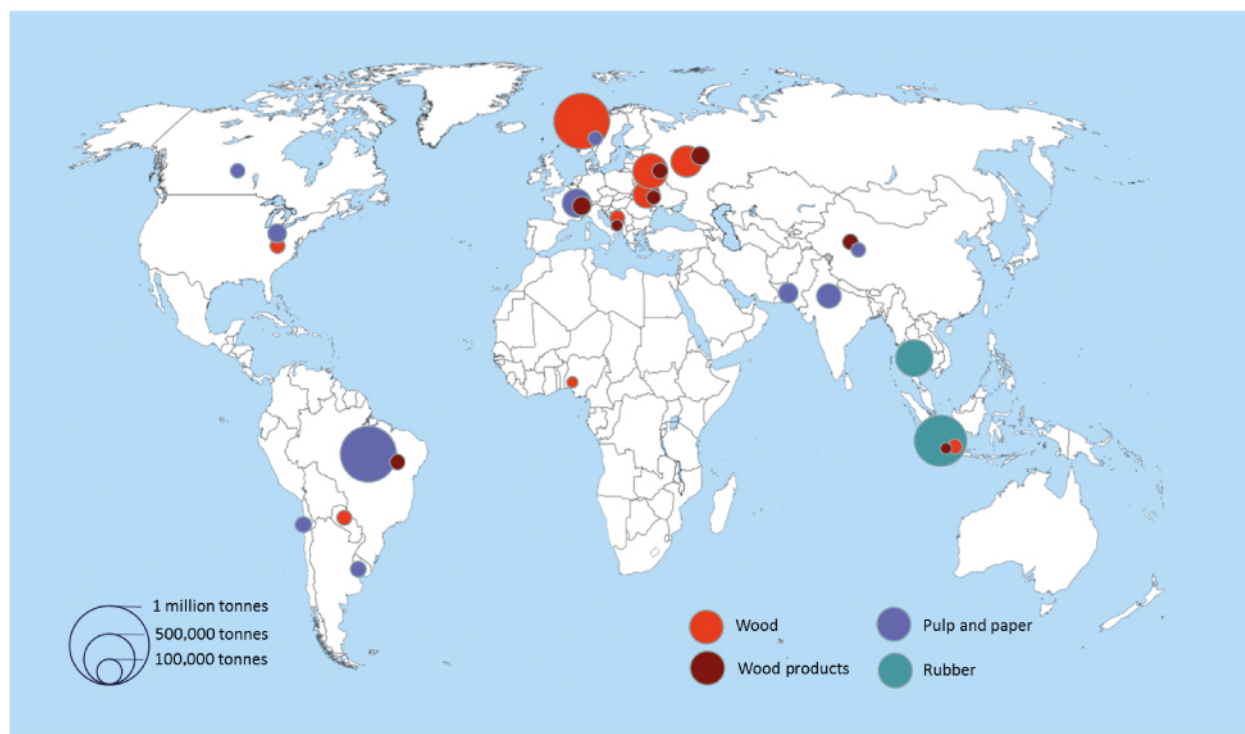 1 million tonnes
500,000 tonnes
100,000 tonnes
Wood
Pulp and paper
Wood products
Rubber